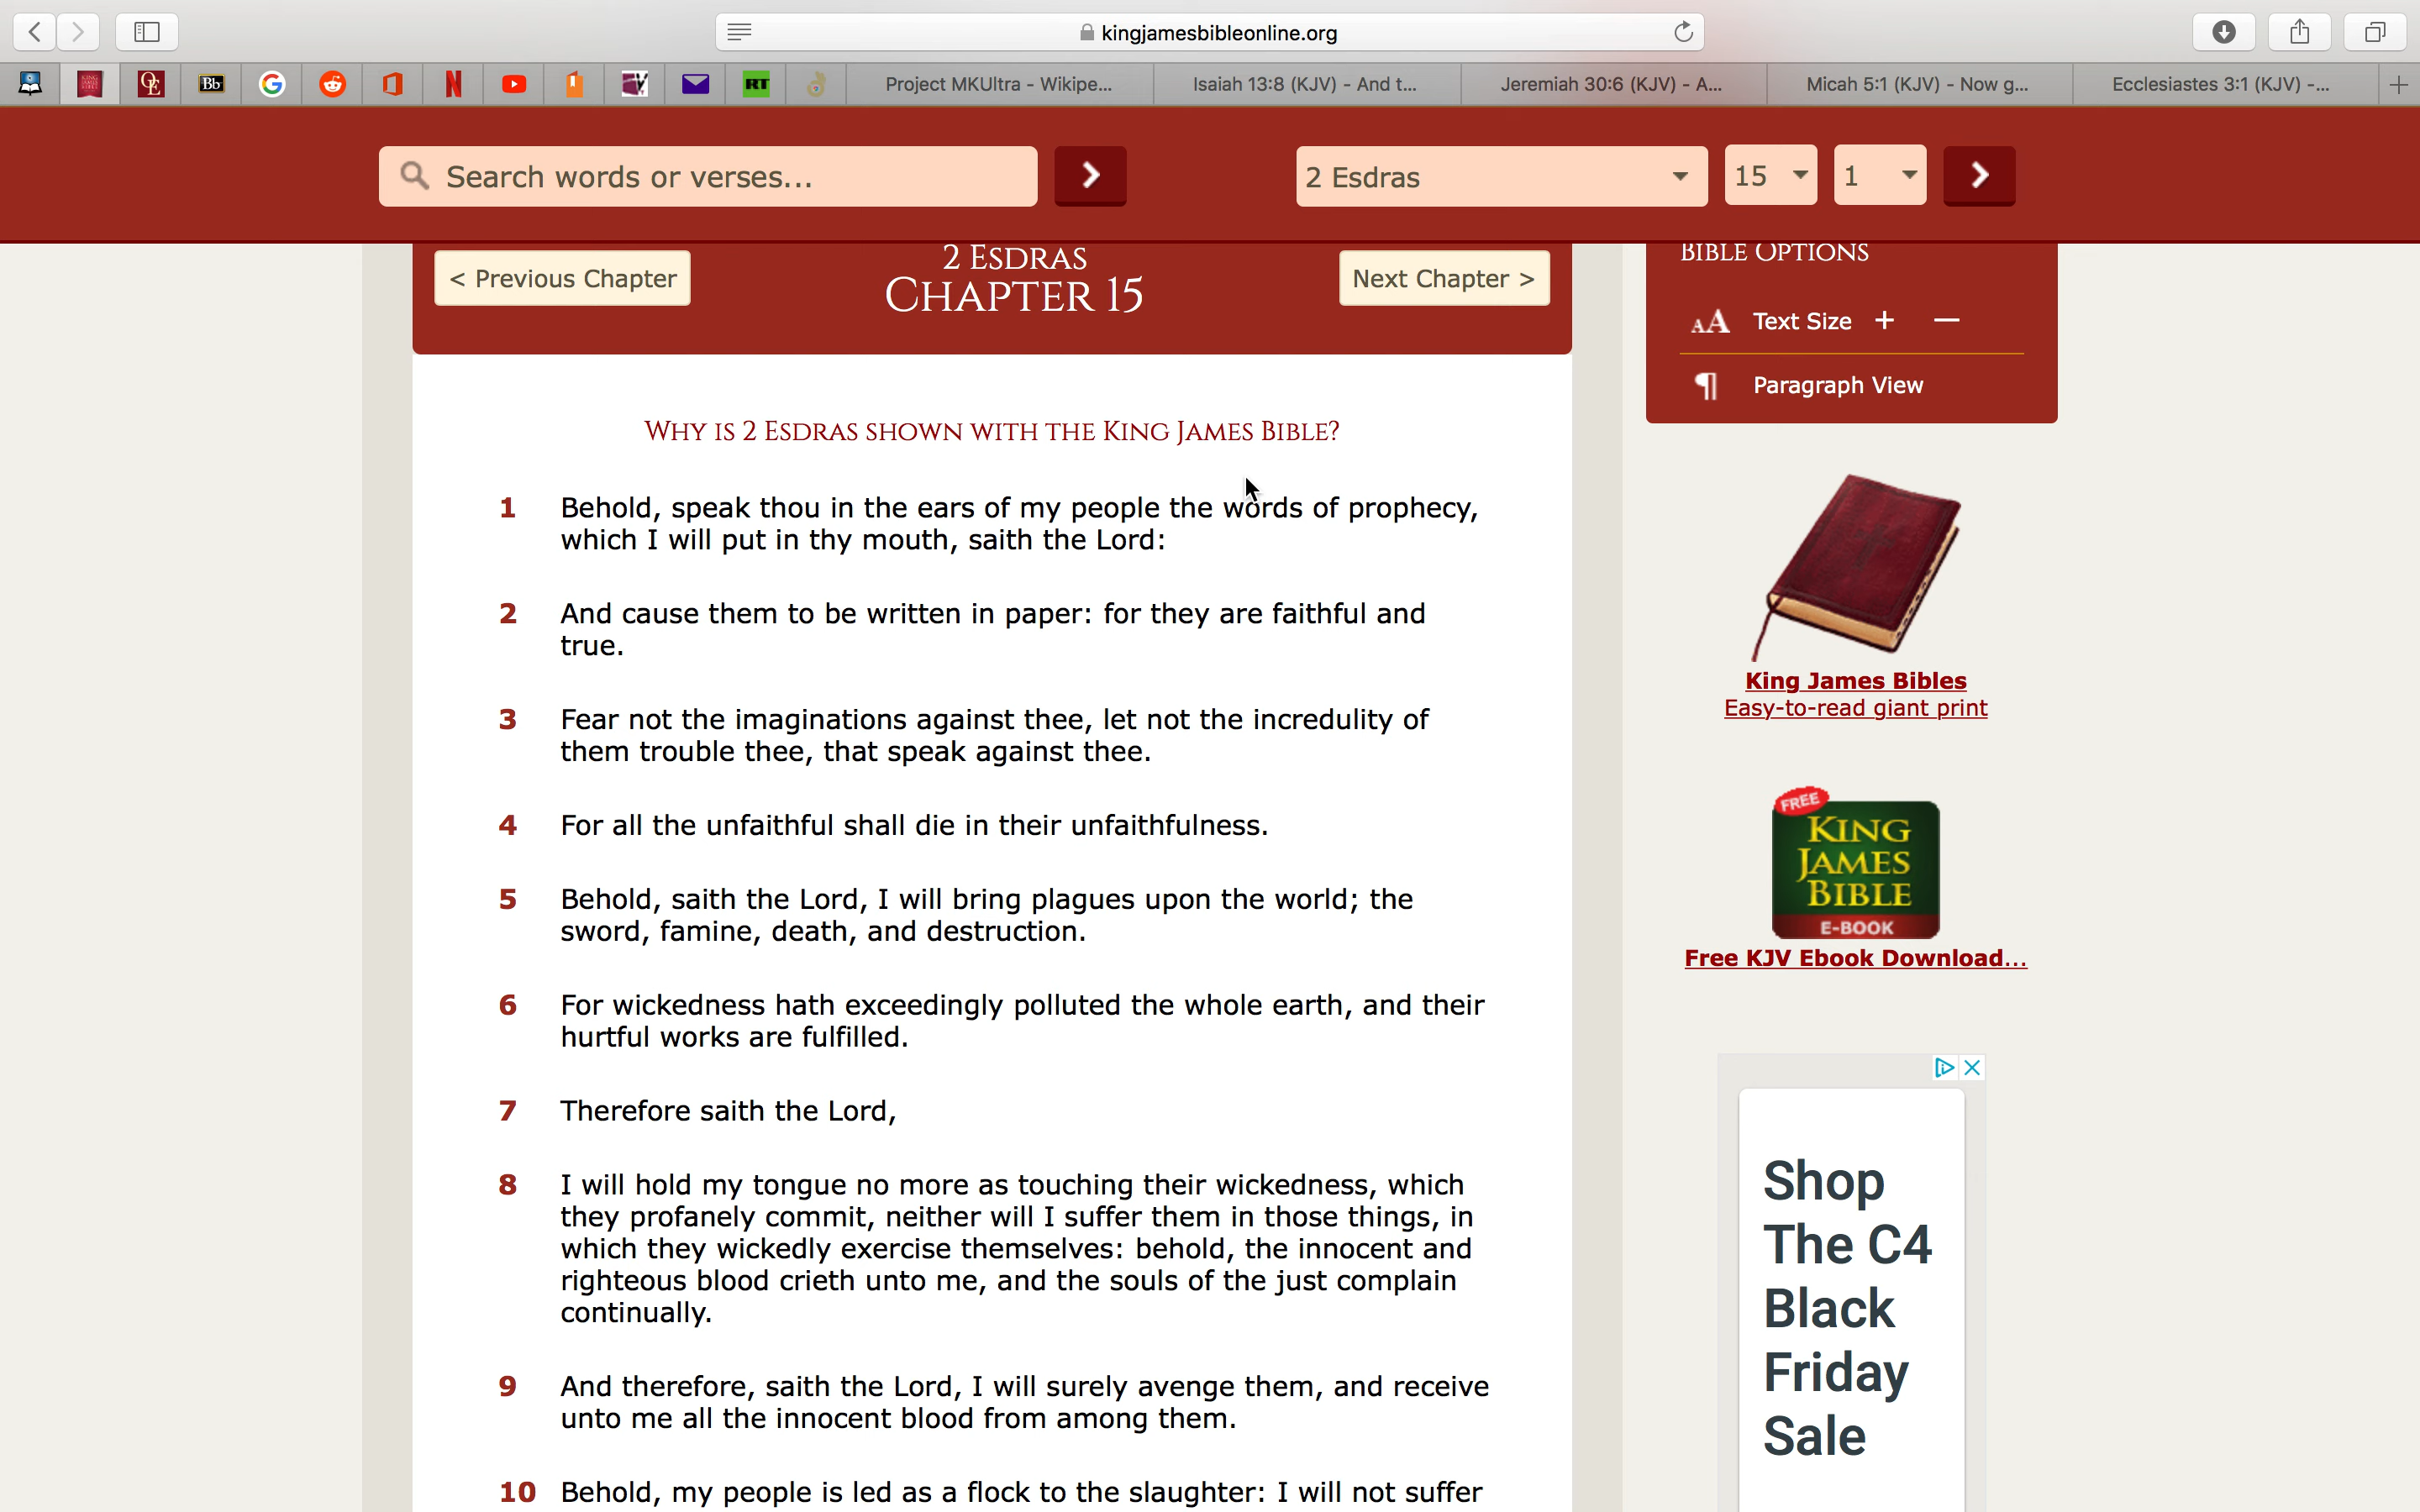 kingjamesbibleonline.org
Bb
RT
Project MKUltra - Wikipe...
Isaiah 13:8 (KJV) - And t...
Jeremiah 30:6 (KJV) - A...
Micah 5:1 (KJV) - Now g...
Ecclesiastes 3:1 (KJV) -...
Search words or verses...
2 Esdras
15
1
< Previous Chapter
2 Esdras
Chapter 15
Next Chapter >
Bible Options
AA Text Size + —
¶ Paragraph View
Why is 2 Esdras shown with the King James Bible?
1 Behold, speak thou in the ears of my people the words of prophecy,
which I will put in thy mouth, saith the Lord:
2 And cause them to be written in paper: for they are faithful and
true.
3 Fear not the imaginations against thee, let not the incredulity of
them trouble thee, that speak against thee.
4 For all the unfaithful shall die in their unfaithfulness.
5 Behold, saith the Lord, I will bring plagues upon the world; the
sword, famine, death, and destruction.
6 For wickedness hath exceedingly polluted the whole earth, and their
hurtful works are fulfilled.
7 Therefore saith the Lord,
8 I will hold my tongue no more as touching their wickedness, which
they profanely commit, neither will I suffer them in those things, in
which they wickedly exercise themselves: behold, the innocent and
righteous blood crieth unto me, and the souls of the just complain
continually.
9 And therefore, saith the Lord, I will surely avenge them, and receive
unto me all the innocent blood from among them.
10 Behold, my people is led as a flock to the slaughter: I will not suffer
King James Bibles
Easy-to-read giant print
FREE
KING
JAMES
BIBLE
E-BOOK
Free KJV Ebook Download...
Shop
The C4
Black
Friday
Sale